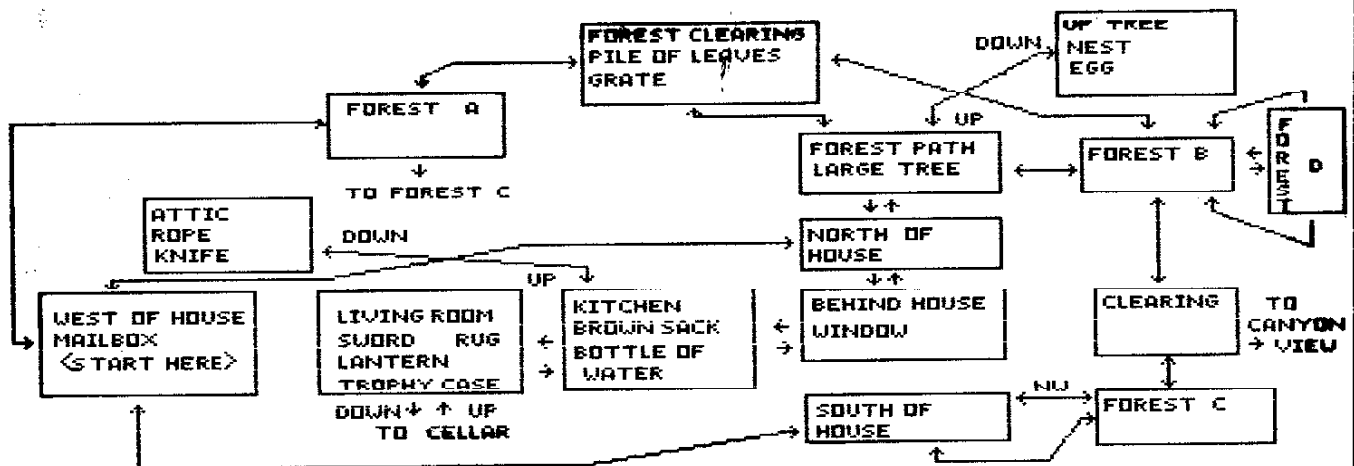 FOREST CLEARING
PILE OF LEAVES
GRATE
UP TREE
NEST
EGG
DOWN
UP
FOREST A
TO FOREST C
FOREST PATH
LARGE TREE
FOREST B
FOREST
D
ATTIC
ROPE
KNIFE
DOWN
UP
NORTH OF
HOUSE
WEST OF HOUSE
MAILBOX
<START HERE>
LIVING ROOM
SWORD RUG
LANTERN
TROPHY CASE
KITCHEN
BROWN SACK
BOTTLE OF
WATER
BEHIND HOUSE
WINDOW
CLEARING
TO
CANYON
VIEW
DOWN UP
TO CELLAR
SOUTH OF
HOUSE
NW
FOREST C